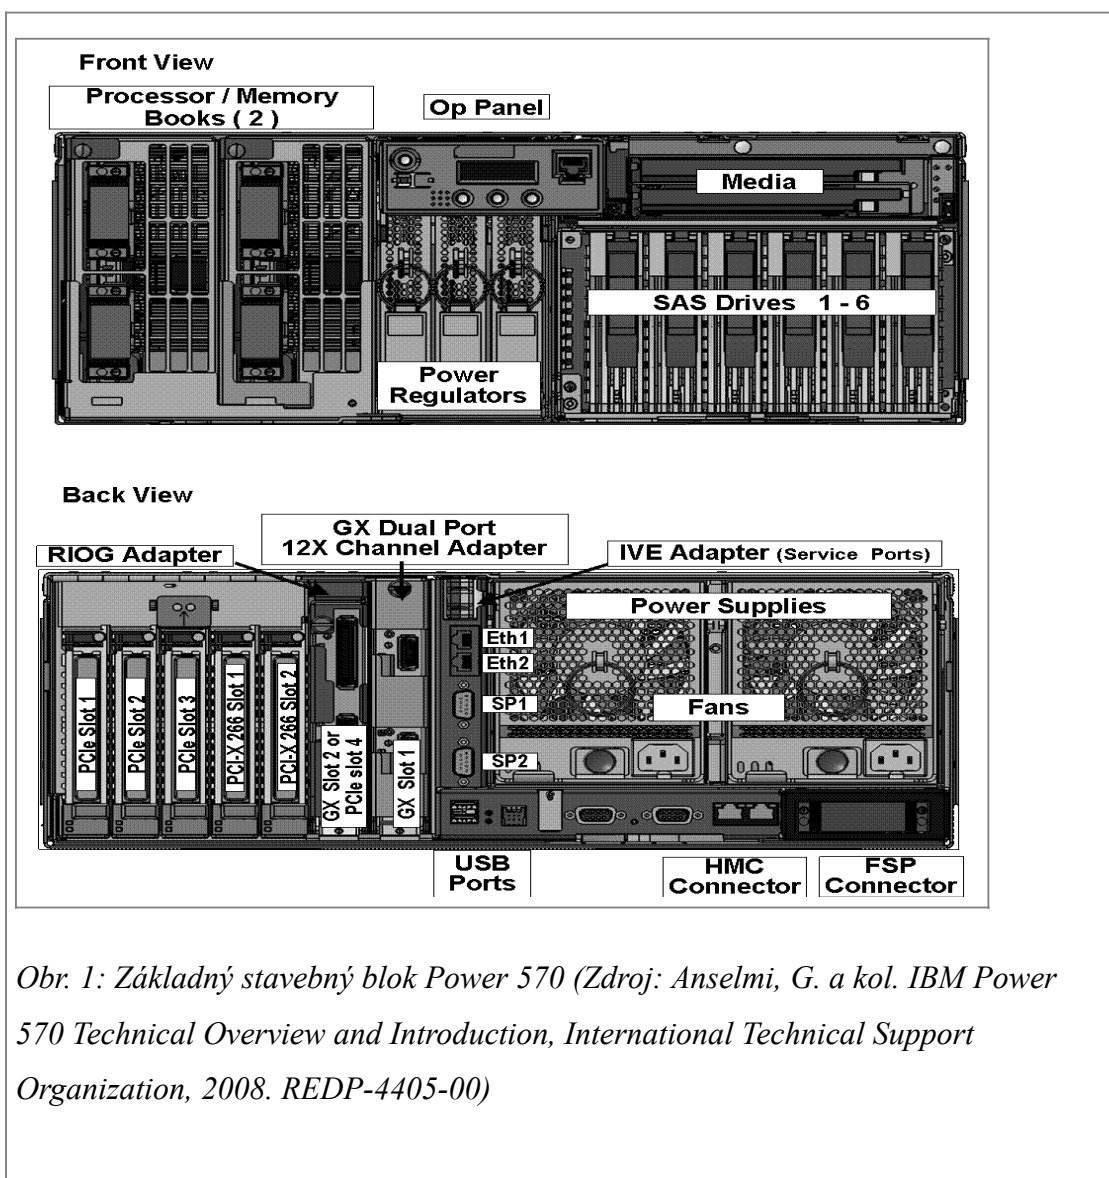 Front View
Processor / Memory
Books ( 2 )
Op Panel
Media
SAS Drives 1 - 6
Power
Regulators
Back View
GX Dual Port
12X Channel Adapter
RIOG Adapter
IVE Adapter (Service Ports)
Power Supplies
Eth1
Eth2
SP1
SP2
Fans
PCIe Slot 1
PCIe Slot 2
PCIe Slot 3
PCI-X 266 Slot 1
PCI-X 266 Slot 2
GX Slot 2 or
PCIe slot 4
GX Slot 1
USB
Ports
HMC
Connector
FSP
Connector
Obr. 1: Základný stavebný blok Power 570 (Zdroj: Anselmi, G. a kol. IBM Power
570 Technical Overview and Introduction, International Technical Support
Organization, 2008. REDP-4405-00)